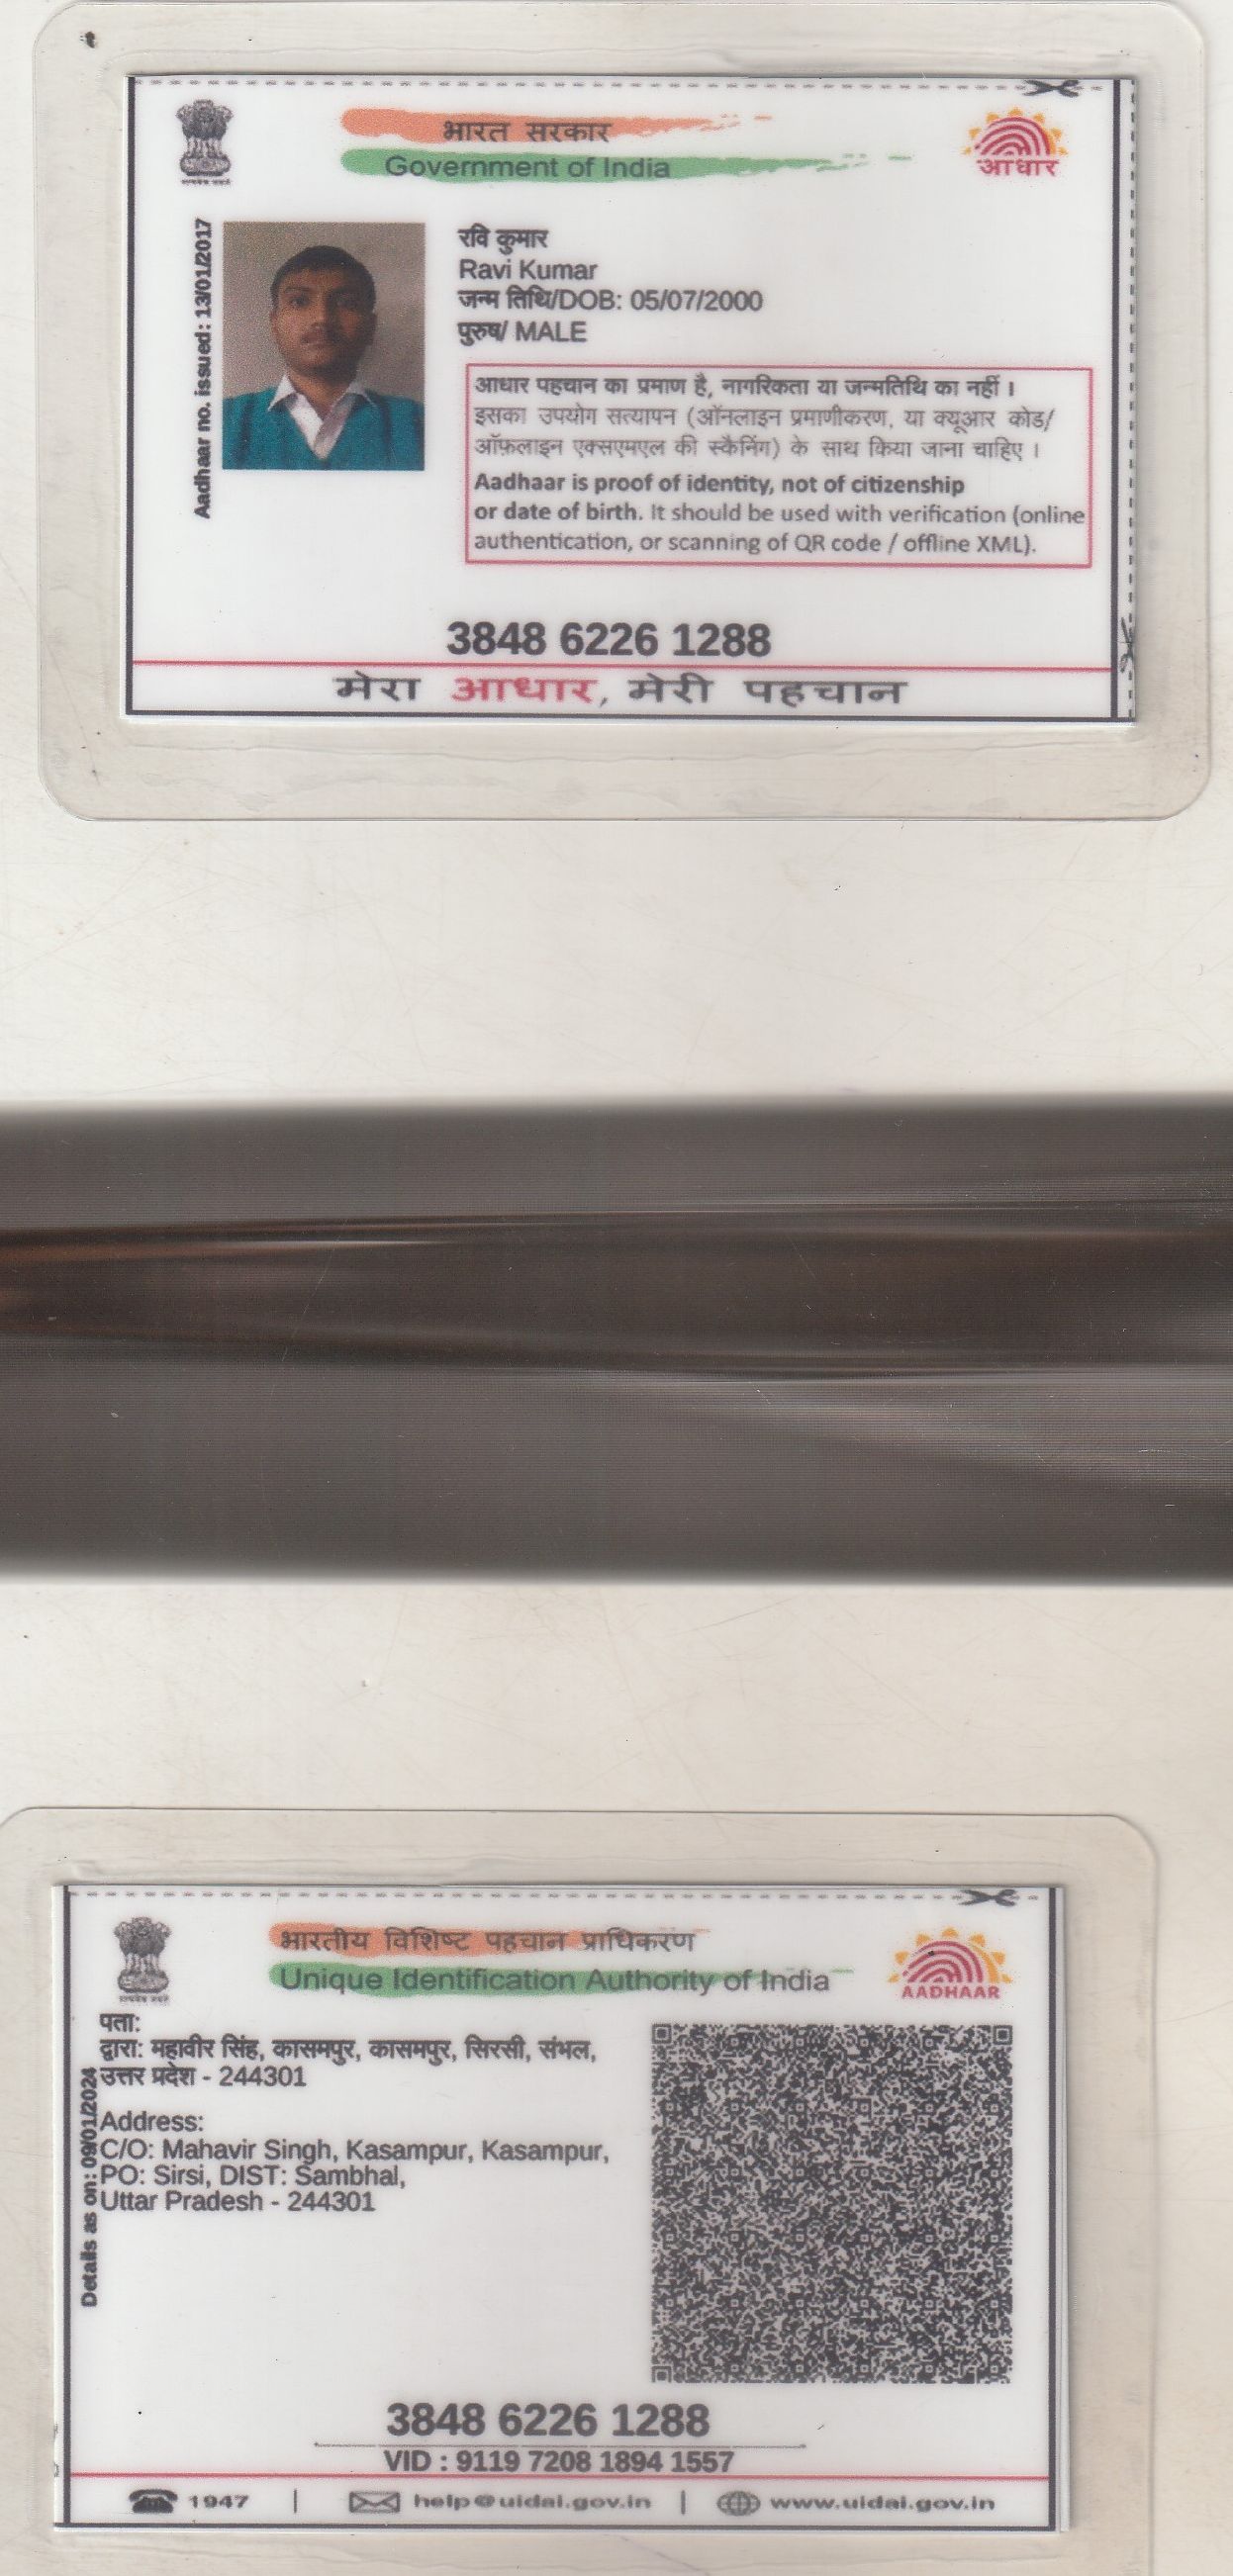 भारत सरकार
Government of India
आधार
Aadhaar no. issued: 13/01/2017
रवि कुमार
Ravi Kumar
जन्म तिथि/DOB: 05/07/2000
पुरुष/ MALE
आधार पहचान का प्रमाण है, नागरिकता या जन्मतिथि का नहीं ।
इसका उपयोग सत्यापन (ऑनलाइन प्रमाणीकरण, या क्यूआर कोड/
ऑफ़लाइन एक्सएमएल की स्कैनिंग) के साथ किया जाना चाहिए ।
Aadhaar is proof of identity, not of citizenship
or date of birth. It should be used with verification (online
authentication, or scanning of QR code / offline XML).
3848 6226 1288
मेरा आधार, मेरी पहचान
भारतीय विशिष्ट पहचान प्राधिकरण
Unique Identification Authority of India
AADHAAR
Details as on: 09/01/2024
पता:
द्वारा: महावीर सिंह, कासमपुर, कासमपुर, सिरसी, संभल,
उत्तर प्रदेश - 244301
Address:
C/O: Mahavir Singh, Kasampur, Kasampur,
PO: Sirsi, DIST: Sambhal,
Uttar Pradesh - 244301
3848 6226 1288
VID : 9119 7208 1894 1557
1947 | help@uidai.gov.in | www.uidai.gov.in